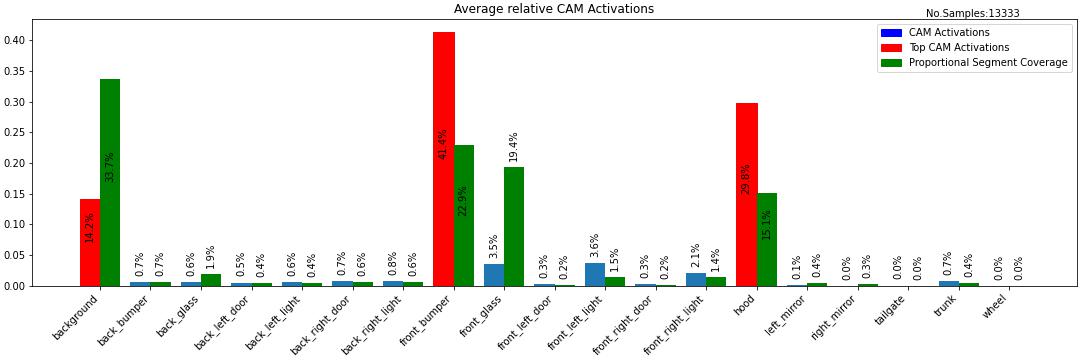 Average relative CAM Activations
No.Samples:13333
CAM Activations
Top CAM Activations
Proportional Segment Coverage
0.40
0.35
0.30
0.25
0.20
0.15
0.10
0.05
0.00
14.2%
33.7%
0.7%
0.7%
0.6%
1.9%
0.5%
0.4%
0.6%
0.4%
0.7%
0.6%
0.8%
0.6%
41.4%
22.9%
3.5%
19.4%
0.3%
0.2%
3.6%
1.5%
0.3%
0.2%
2.1%
1.4%
29.8%
15.1%
0.1%
0.4%
0.0%
0.3%
0.0%
0.0%
0.7%
0.4%
0.0%
0.0%
background
back_bumper
back_glass
back_left_door
back_left_light
back_right_door
back_right_light
front_bumper
front_glass
front_left_door
front_left_light
front_right_door
front_right_light
hood
left_mirror
right_mirror
tailgate
trunk
wheel